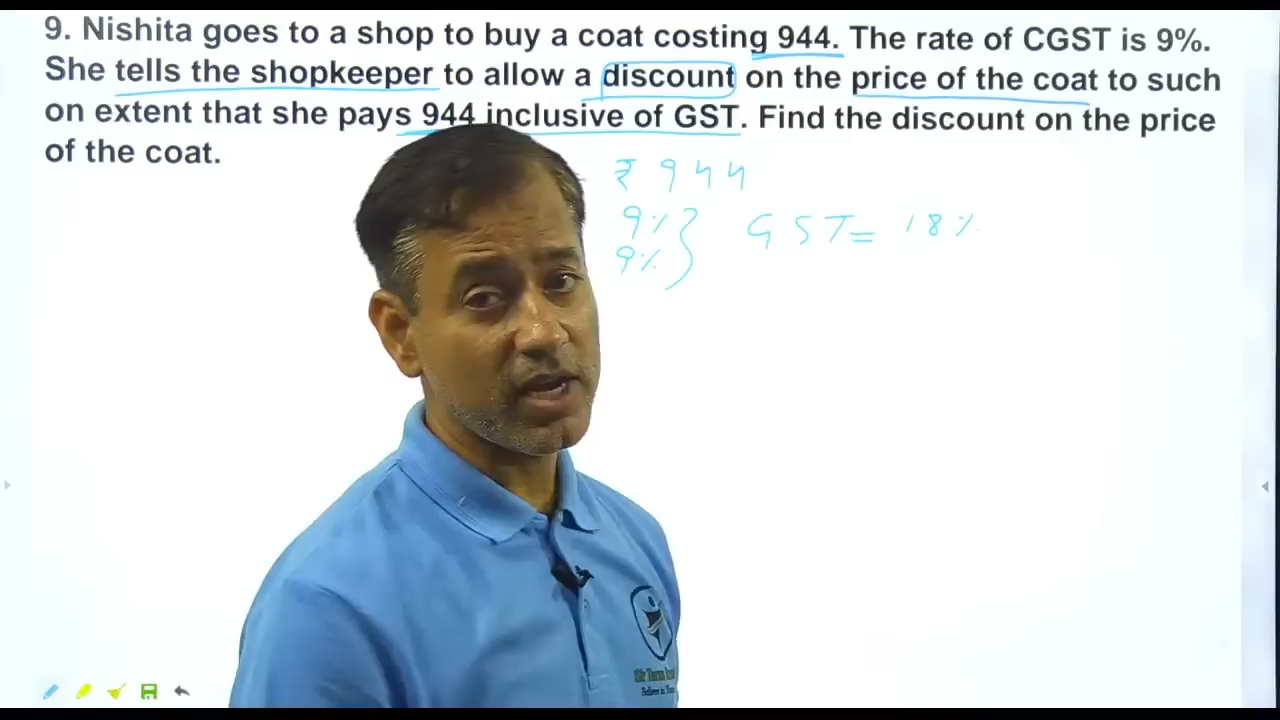 9. Nishita goes to a shop to buy a coat costing 944. The rate of CGST is 9%.
She tells the shopkeeper to allow a discount on the price of the coat to such
on extent that she pays 944 inclusive of GST. Find the discount on the price
of the coat.
₹ 944
9% } GST = 18%
9%
Believe in